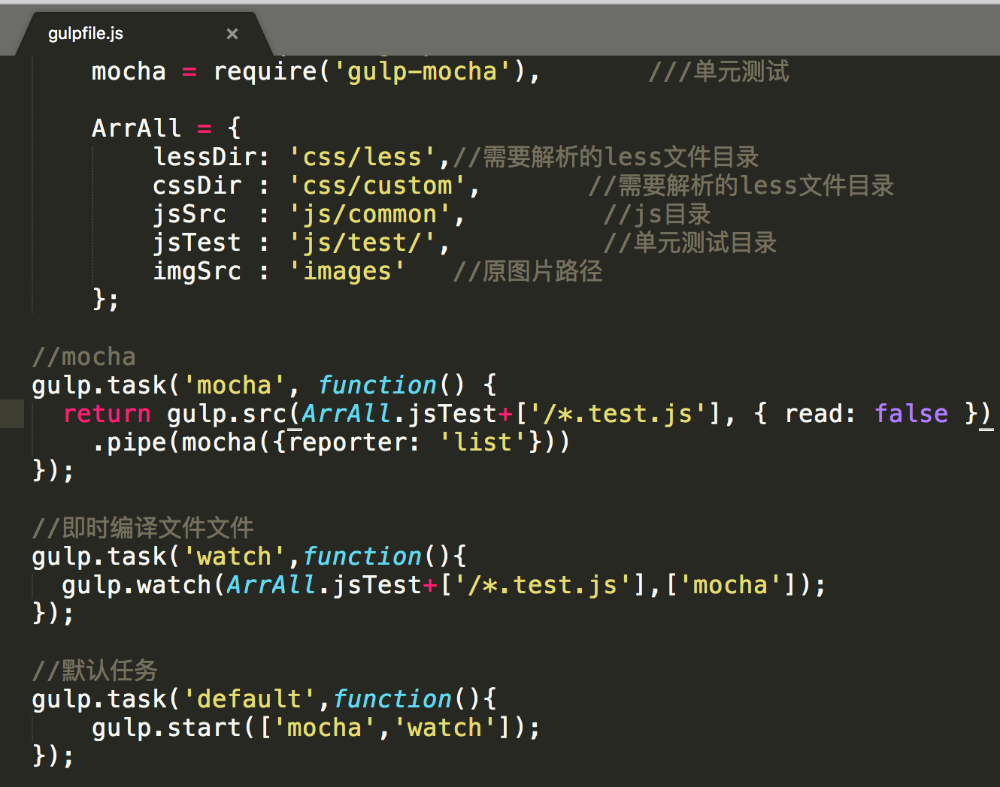 gulpfile.js ×
mocha = require('gulp-mocha'), ///单元测试
ArrAll = {
lessDir: 'css/less',//需要解析的less文件目录
cssDir : 'css/custom', //需要解析的less文件目录
jsSrc : 'js/common', //js目录
jsTest : 'js/test/', //单元测试目录
imgSrc : 'images' //原图片路径
};
//mocha
gulp.task('mocha', function() {
return gulp.src(ArrAll.jsTest+['/*.test.js'], { read: false })
.pipe(mocha({reporter: 'list'}))
});
//即时编译文件文件
gulp.task('watch',function(){
gulp.watch(ArrAll.jsTest+['/*.test.js'],['mocha']);
});
//默认任务
gulp.task('default',function(){
gulp.start(['mocha','watch']);
});